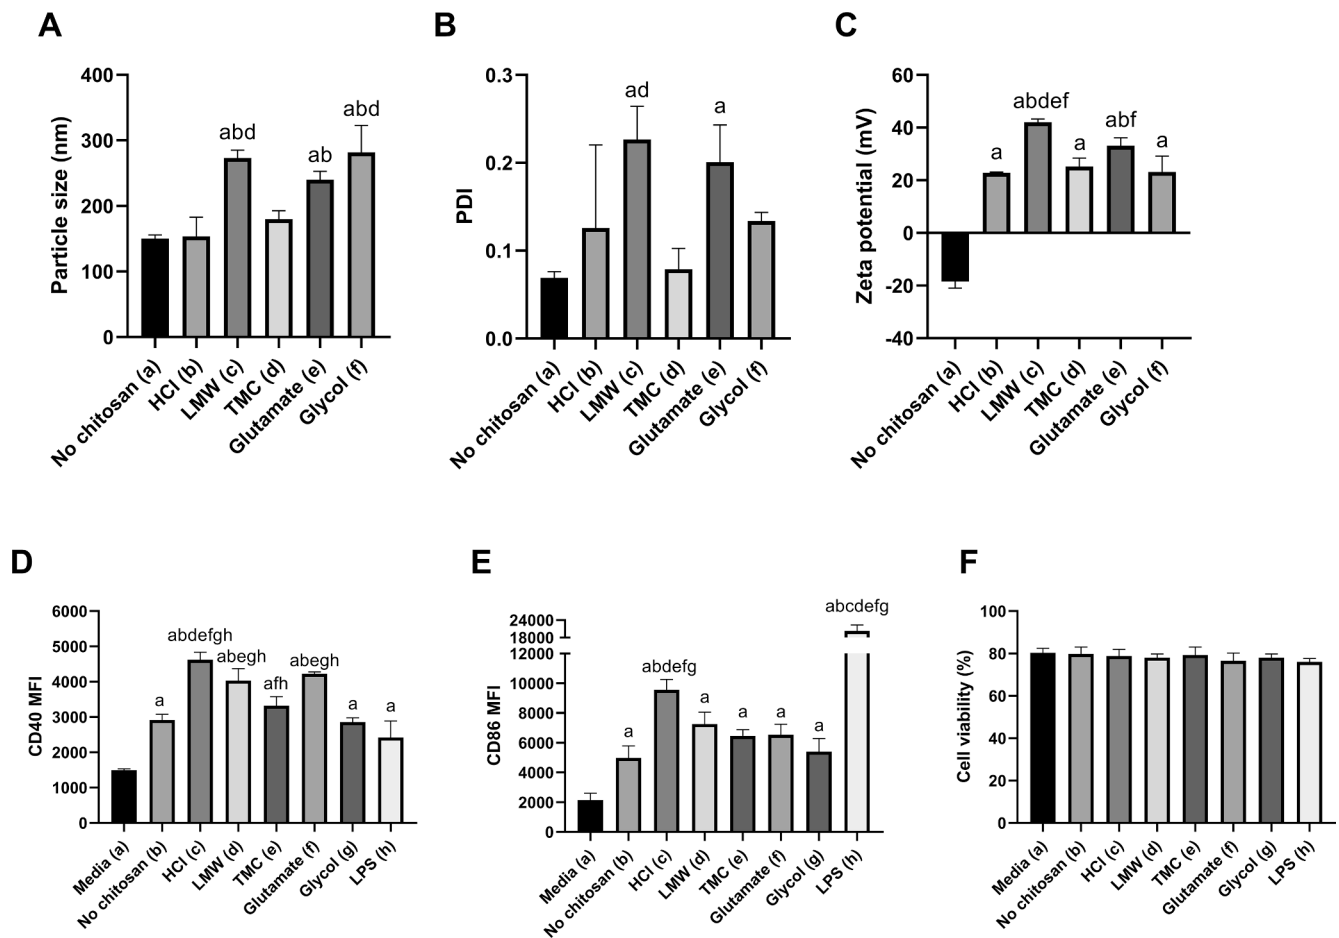 A
Particle size (nm)
400
300
200
100
0
abd
ab
abd
No chitosan (a)
HCl (b)
LMW (c)
TMC (d)
Glutamate (e)
Glycol (f)
B
PDI
0.3
0.2
0.1
0.0
ad
a
No chitosan (a)
HCl (b)
LMW (c)
TMC (d)
Glutamate (e)
Glycol (f)
C
Zeta potential (mV)
60
40
20
0
-20
-40
a
abdef
a
abf
a
No chitosan (a)
HCl (b)
LMW (c)
TMC (d)
Glutamate (e)
Glycol (f)
D
CD40 MFI
6000
5000
4000
3000
2000
1000
0
a
abdefgh
abegh
afh
abegh
a
a
Media (a)
No chitosan (b)
HCl (c)
LMW (d)
TMC (e)
Glutamate (f)
Glycol (g)
LPS (h)
E
CD86 MFI
24000
18000
12000
10000
8000
6000
4000
2000
0
a
abdefg
a
a
a
a
abcdefg
Media (a)
No chitosan (b)
HCl (c)
LMW (d)
TMC (e)
Glutamate (f)
Glycol (g)
LPS (h)
F
Cell viability (%)
100
80
60
40
20
0
Media (a)
No chitosan (b)
HCl (c)
LMW (d)
TMC (e)
Glutamate (f)
Glycol (g)
LPS (h)